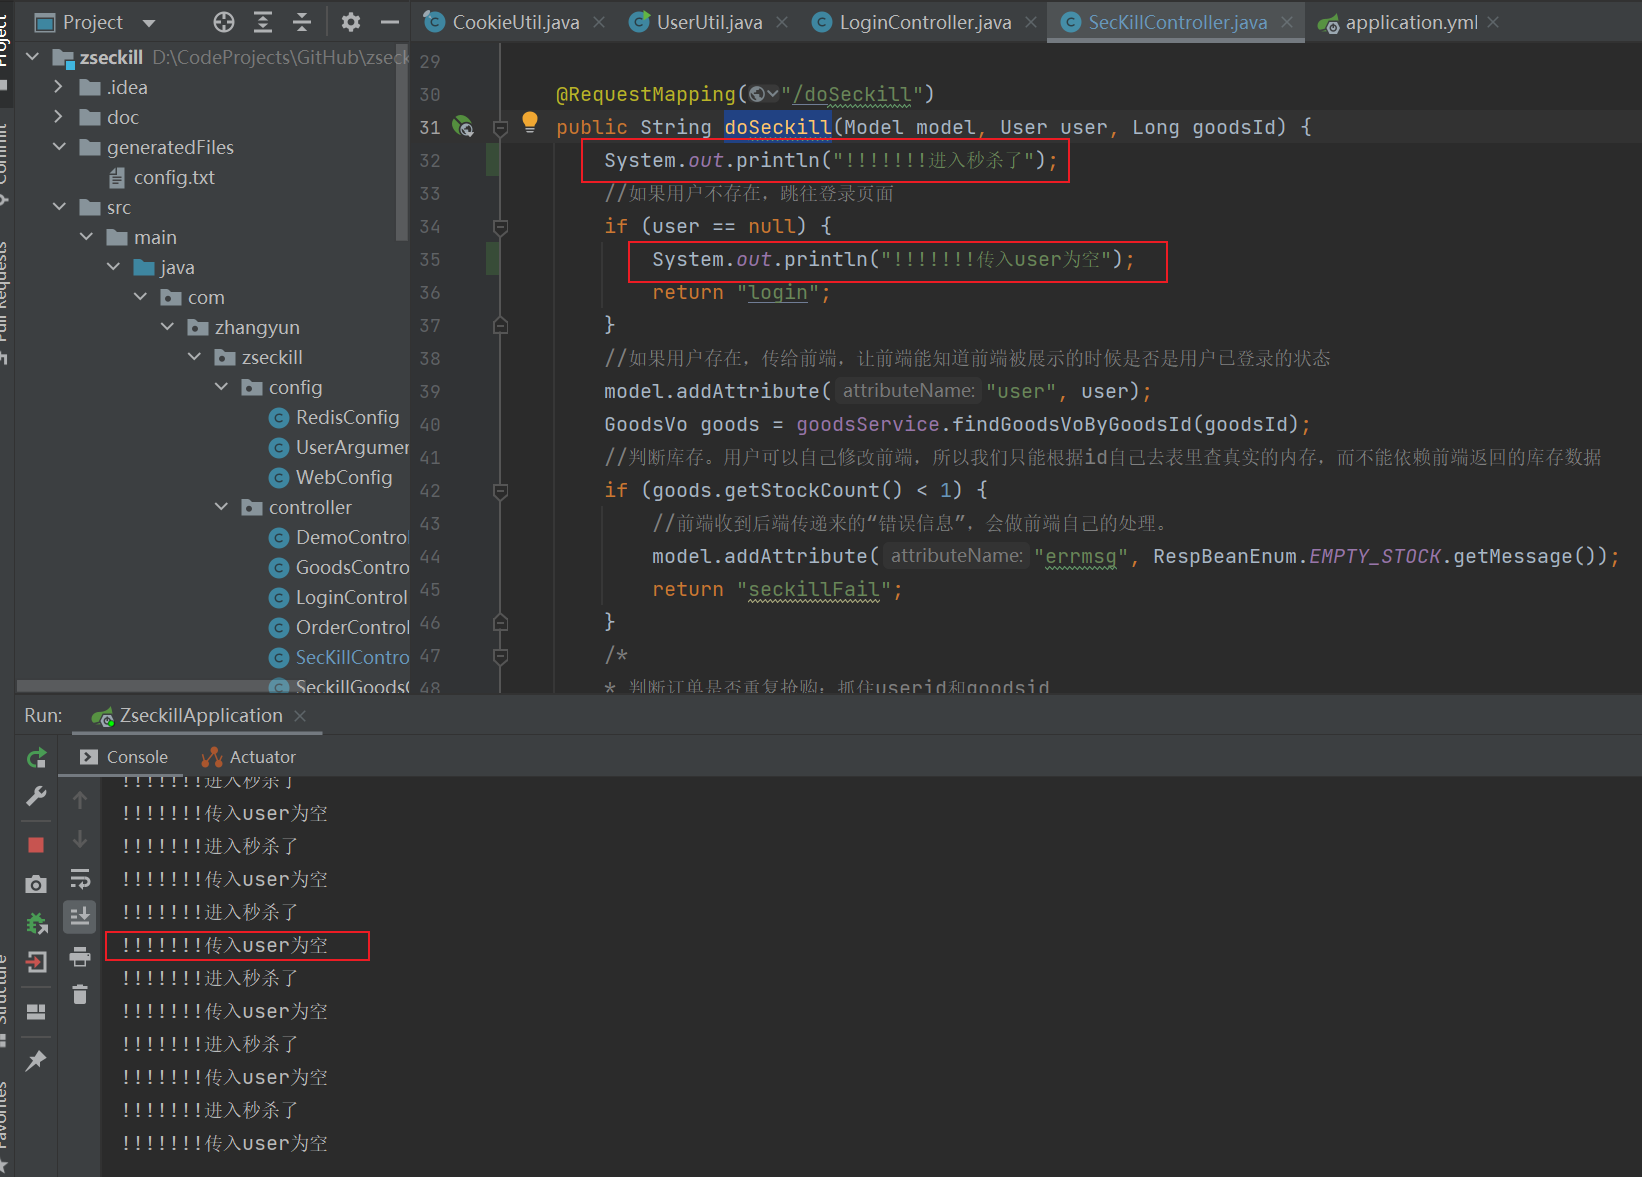 Project
CookieUtil.java
UserUtil.java
LoginController.java
SecKillController.java
application.yml
Project
Commit
Pull Requests
Structure
Favorites
zseckill D:\CodeProjects\GitHub\zseck
.idea
doc
generatedFiles
config.txt
src
main
java
com
zhangyun
zseckill
config
RedisConfig
UserArgumer
WebConfig
controller
DemoControl
GoodsContro
LoginControl
OrderControl
SecKillContro
SeckillGoodsC
29
30 @RequestMapping("/doSeckill")
31 public String doSeckill(Model model, User user, Long goodsId) {
32 System.out.println("!!!!!!!进入秒杀了");
33 //如果用户不存在，跳往登录页面
34 if (user == null) {
35 System.out.println("!!!!!!!传入user为空");
36 return "login";
37 }
38 //如果用户存在，传给前端，让前端能知道前端被展示的时候是否是用户已登录的状态
39 model.addAttribute( attributeName: "user", user);
40 GoodsVo goods = goodsService.findGoodsVoByGoodsId(goodsId);
41 //判断库存。用户可以自己修改前端，所以我们只能根据id自己去表里查真实的内存，而不能依赖前端返回的库存数据
42 if (goods.getStockCount() < 1) {
43 //前端收到后端传递来的“错误信息”，会做前端自己的处理。
44 model.addAttribute( attributeName: "errmsg", RespBeanEnum.EMPTY_STOCK.getMessage());
45 return "seckillFail";
46 }
47 /*
48 * 判断订单是否重复抢购：抓住userid和goodsid
Run: ZseckillApplication
Console Actuator
!!!!!!!进入秒杀了
!!!!!!!传入user为空
!!!!!!!进入秒杀了
!!!!!!!传入user为空
!!!!!!!进入秒杀了
!!!!!!!传入user为空
!!!!!!!进入秒杀了
!!!!!!!传入user为空
!!!!!!!进入秒杀了
!!!!!!!传入user为空
!!!!!!!进入秒杀了
!!!!!!!传入user为空